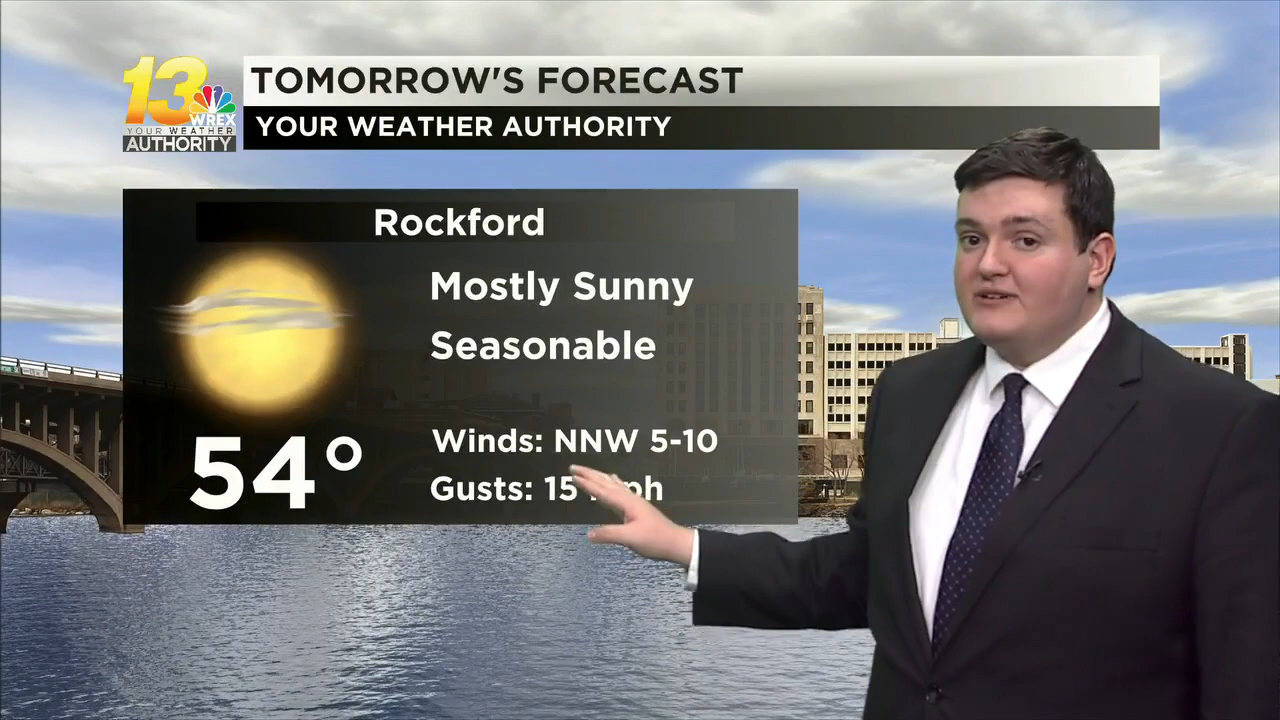 13
WREX
YOUR WEATHER
AUTHORITY
TOMORROW'S FORECAST
YOUR WEATHER AUTHORITY
Rockford
Mostly Sunny
Seasonable
54°
Winds: NNW 5-10
Gusts: 15 mph